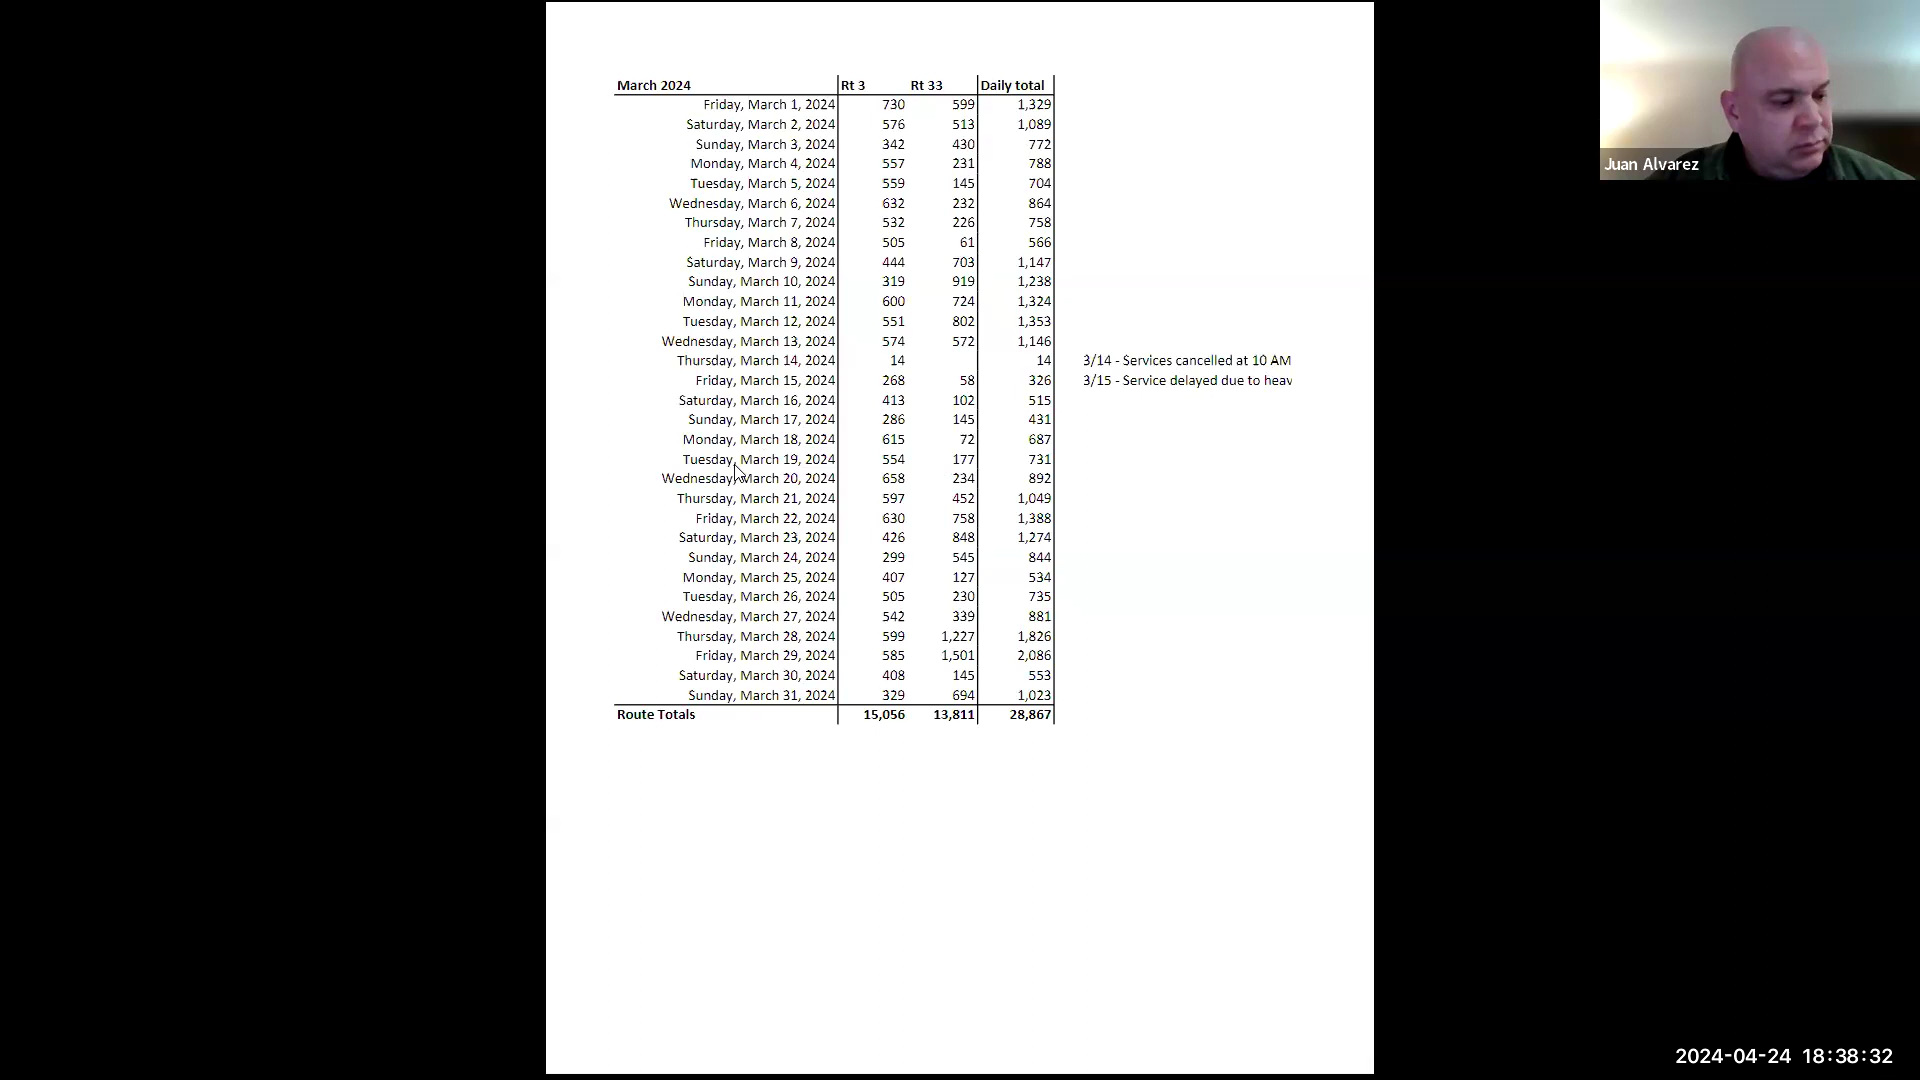 March 2024 Rt 3 Rt 33 Daily total
Friday, March 1, 2024 730 599 1,329
Saturday, March 2, 2024 576 513 1,089
Sunday, March 3, 2024 342 430 772
Monday, March 4, 2024 557 231 788
Tuesday, March 5, 2024 559 145 704
Wednesday, March 6, 2024 632 232 864
Thursday, March 7, 2024 532 226 758
Friday, March 8, 2024 505 61 566
Saturday, March 9, 2024 444 703 1,147
Sunday, March 10, 2024 319 919 1,238
Monday, March 11, 2024 600 724 1,324
Tuesday, March 12, 2024 551 802 1,353
Wednesday, March 13, 2024 574 572 1,146
Thursday, March 14, 2024 14 14 3/14 - Services cancelled at 10 AM
Friday, March 15, 2024 268 58 326 3/15 - Service delayed due to heav
Saturday, March 16, 2024 413 102 515
Sunday, March 17, 2024 286 145 431
Monday, March 18, 2024 615 72 687
Tuesday, March 19, 2024 554 177 731
Wednesday, March 20, 2024 658 234 892
Thursday, March 21, 2024 597 452 1,049
Friday, March 22, 2024 630 758 1,388
Saturday, March 23, 2024 426 848 1,274
Sunday, March 24, 2024 299 545 844
Monday, March 25, 2024 407 127 534
Tuesday, March 26, 2024 505 230 735
Wednesday, March 27, 2024 542 339 881
Thursday, March 28, 2024 599 1,227 1,826
Friday, March 29, 2024 585 1,501 2,086
Saturday, March 30, 2024 408 145 553
Sunday, March 31, 2024 329 694 1,023
Route Totals 15,056 13,811 28,867
Juan Alvarez
2024-04-24 18:38:32